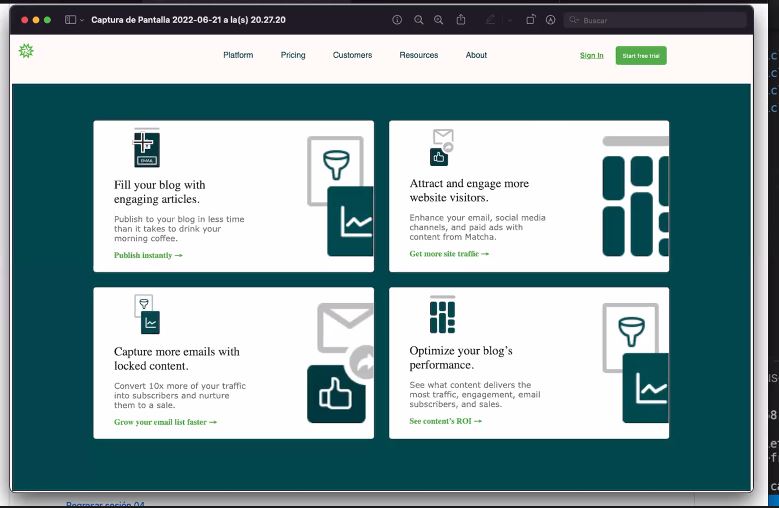 Captura de Pantalla 2022-06-21 a la(s) 20.27.20
Buscar
Platform Pricing Customers Resources About Sign In Start free trial
EMAIL
Fill your blog with
engaging articles.
Publish to your blog in less time
than it takes to drink your
morning coffee.
Publish instantly →
Attract and engage more
website visitors.
Enhance your email, social media
channels, and paid ads with
content from Matcha.
Get more site traffic →
Capture more emails with
locked content.
Convert 10x more of your traffic
into subscribers and nurture
them to a sale.
Grow your email list faster →
Optimize your blog's
performance.
See what content delivers the
most traffic, engagement, email
subscribers, and sales.
See content's ROI →
Regresar sesión 04